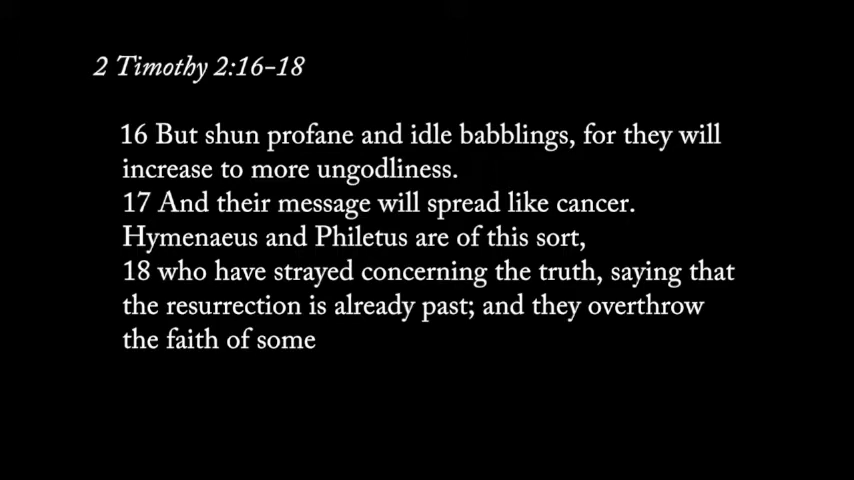 2 Timothy 2:16-18
16 But shun profane and idle babblings, for they will
increase to more ungodliness.
17 And their message will spread like cancer.
Hymenaeus and Philetus are of this sort,
18 who have strayed concerning the truth, saying that
the resurrection is already past; and they overthrow
the faith of some